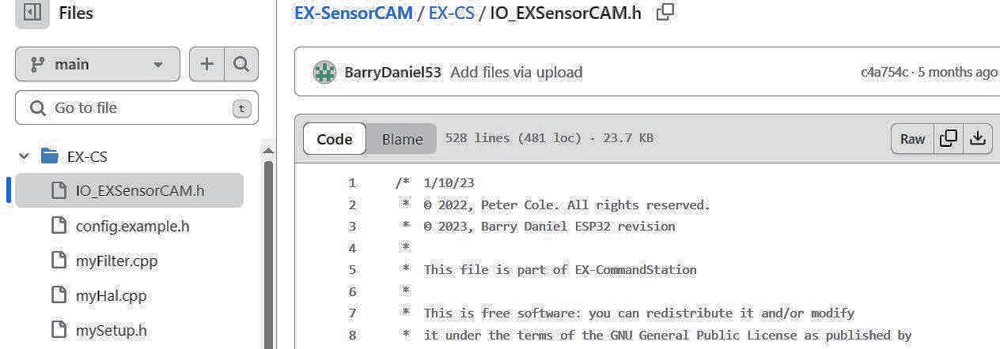 Files
main
Go to file
t
EX-CS
IO_EXSensorCAM.h
config.example.h
myFilter.cpp
myHal.cpp
mySetup.h
EX-SensorCAM / EX-CS / IO_EXSensorCAM.h
BarryDaniel53 Add files via upload c4a754c · 5 months ago
Code Blame 528 lines (481 loc) · 23.7 KB Raw
1 /* 1/10/23
2 * © 2022, Peter Cole. All rights reserved.
3 * © 2023, Barry Daniel ESP32 revision
4 *
5 * This file is part of EX-CommandStation
6 *
7 * This is free software: you can redistribute it and/or modify
8 * it under the terms of the GNU General Public License as published by